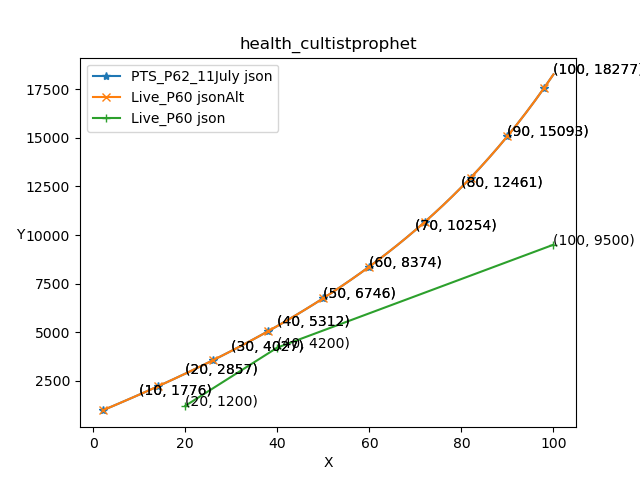 health_cultistprophet
PTS_P62_11July json
Live_P60 jsonAlt
Live_P60 json
(100, 18277)
(90, 15093)
(80, 12461)
(70, 10254)
(100, 9500)
(60, 8374)
(50, 6746)
(40, 5312)
(40, 4200)
(30, 4027)
(20, 2857)
(10, 1776)
(20, 1200)
Y
17500
15000
12500
10000
7500
5000
2500
0 20 40 60 80 100
X